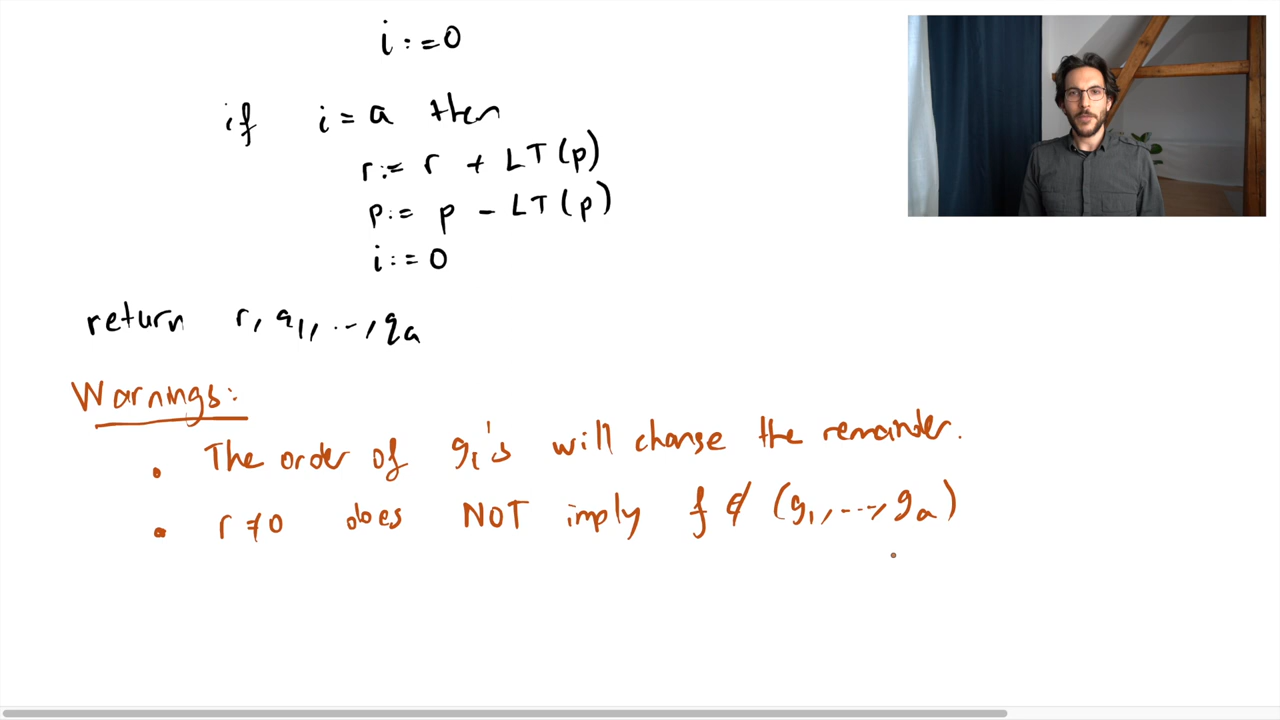 i:=0
if i = a then
r:= r + LT(p)
p:= p - LT(p)
i:=0
return r, q1, ..., qa
Warnings:
• The order of gi's will change the remainder.
• r≠0 does NOT imply f ∉ (g1, ..., ga)